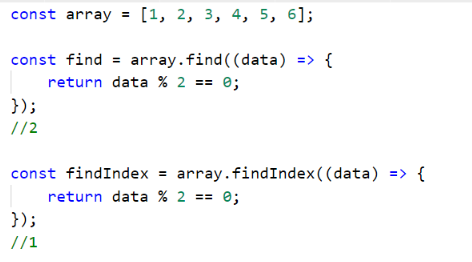 const array = [1, 2, 3, 4, 5, 6];
const find = array.find((data) => {
    return data % 2 == 0;
});
//2
const findIndex = array.findIndex((data) => {
    return data % 2 == 0;
});
//1